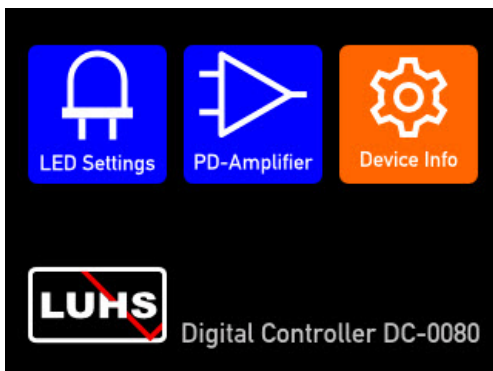 LED Settings
PD-Amplifier
Device Info
LUHS
Digital Controller DC-0080